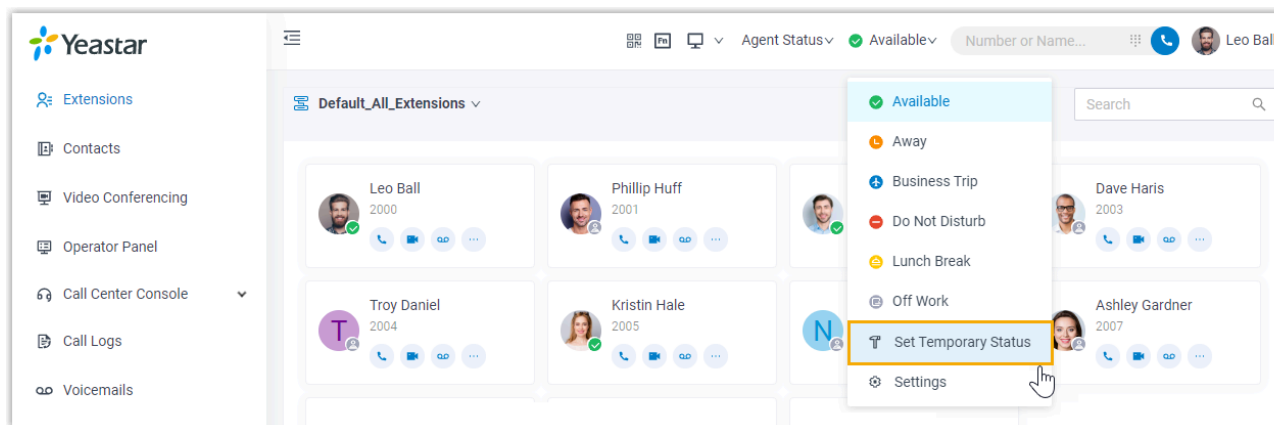 Yeastar
Fn
Agent Status
Available
Number or Name...
Leo Ball
Extensions
Contacts
Video Conferencing
Operator Panel
Call Center Console
Call Logs
Voicemails
Default_All_Extensions
Search
Available
Away
Business Trip
Do Not Disturb
Lunch Break
Off Work
Set Temporary Status
Settings
Leo Ball
2000
Phillip Huff
2001
Dave Haris
2003
T
Troy Daniel
2004
Kristin Hale
2005
N
Ashley Gardner
2007